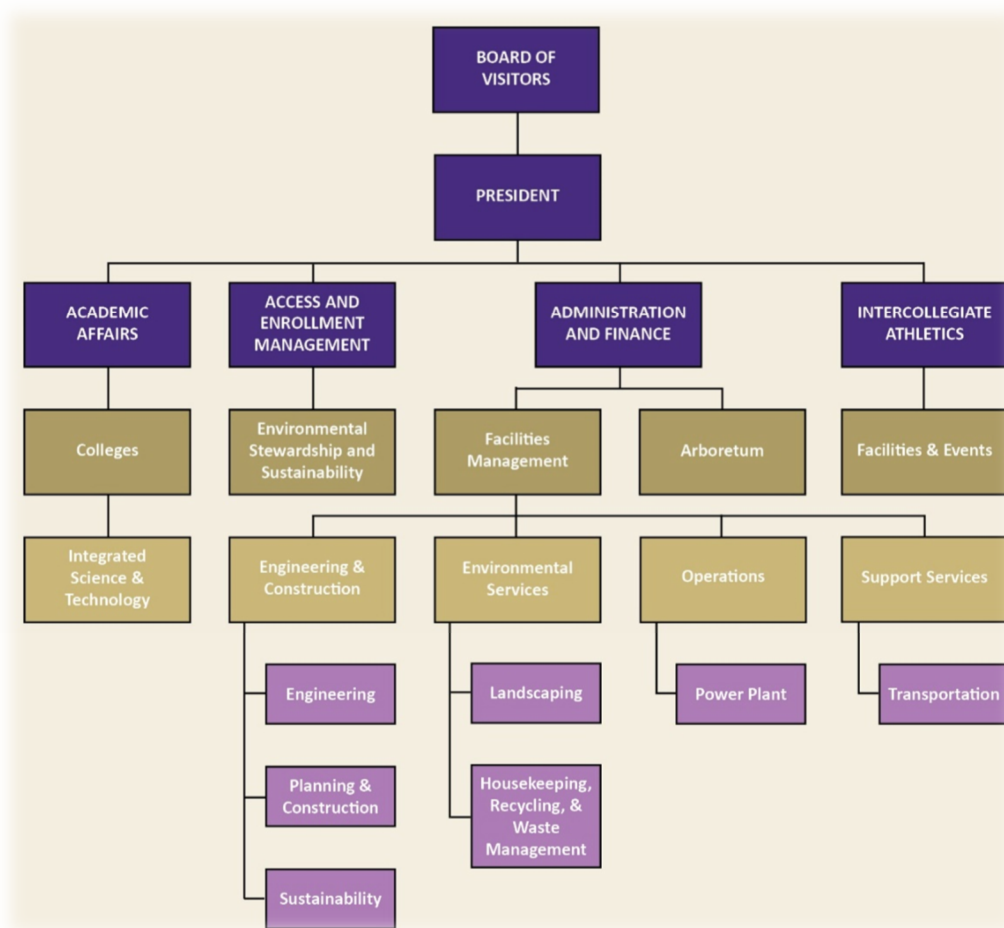 BOARD OF
VISITORS
PRESIDENT
ACADEMIC
AFFAIRS
ACCESS AND
ENROLLMENT
MANAGEMENT
ADMINISTRATION
AND FINANCE
INTERCOLLEGIATE
ATHLETICS
Colleges
Environmental
Stewardship and
Sustainability
Facilities
Management
Arboretum
Facilities & Events
Integrated
Science &
Technology
Engineering &
Construction
Environmental
Services
Operations
Support Services
Engineering
Landscaping
Power Plant
Transportation
Planning &
Construction
Housekeeping,
Recycling, &
Waste
Management
Sustainability